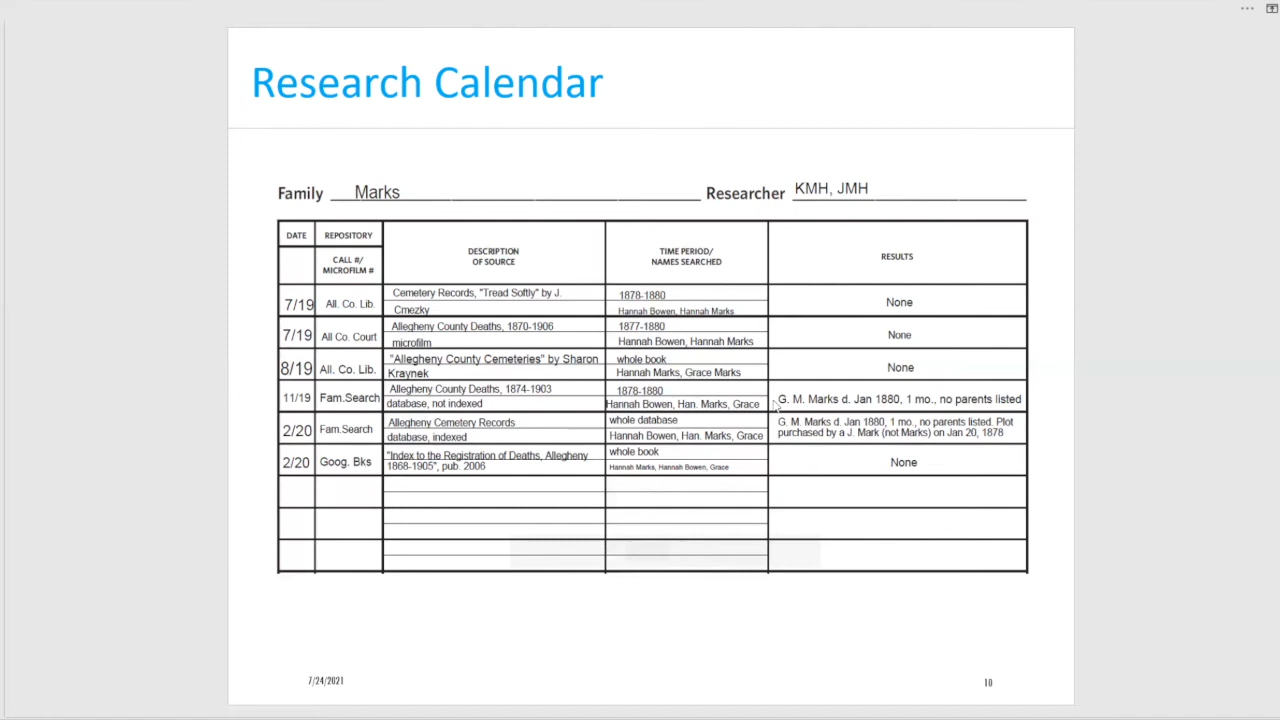 Research Calendar
Family Marks Researcher KMH, JMH
DATE REPOSITORY
CALL #/
MICROFILM #
DESCRIPTION
OF SOURCE
TIME PERIOD/
NAMES SEARCHED
RESULTS
7/19 All. Co. Lib. Cemetery Records, "Tread Softly" by J. 1878-1880 None
Cmezky Hannah Bowen, Hannah Marks
7/19 All Co. Court Allegheny County Deaths, 1870-1906 1877-1880 None
microfilm Hannah Bowen, Hannah Marks
8/19 All. Co. Lib. "Allegheny County Cemeteries" by Sharon whole book None
Kraynek Hannah Marks, Grace Marks
11/19 Fam.Search Allegheny County Deaths, 1874-1903 1878-1880 G. M. Marks d. Jan 1880, 1 mo., no parents listed
database, not indexed Hannah Bowen, Han. Marks, Grace
2/20 Fam.Search Allegheny Cemetery Records whole database G. M. Marks d. Jan 1880, 1 mo., no parents listed. Plot
database, indexed Hannah Bowen, Han. Marks, Grace purchased by a J. Mark (not Marks) on Jan 20, 1878
2/20 Goog. Bks "Index to the Registration of Deaths, Allegheny whole book None
1868-1905", pub. 2006 Hannah Marks, Hannah Bowen, Grace
7/24/2021 10